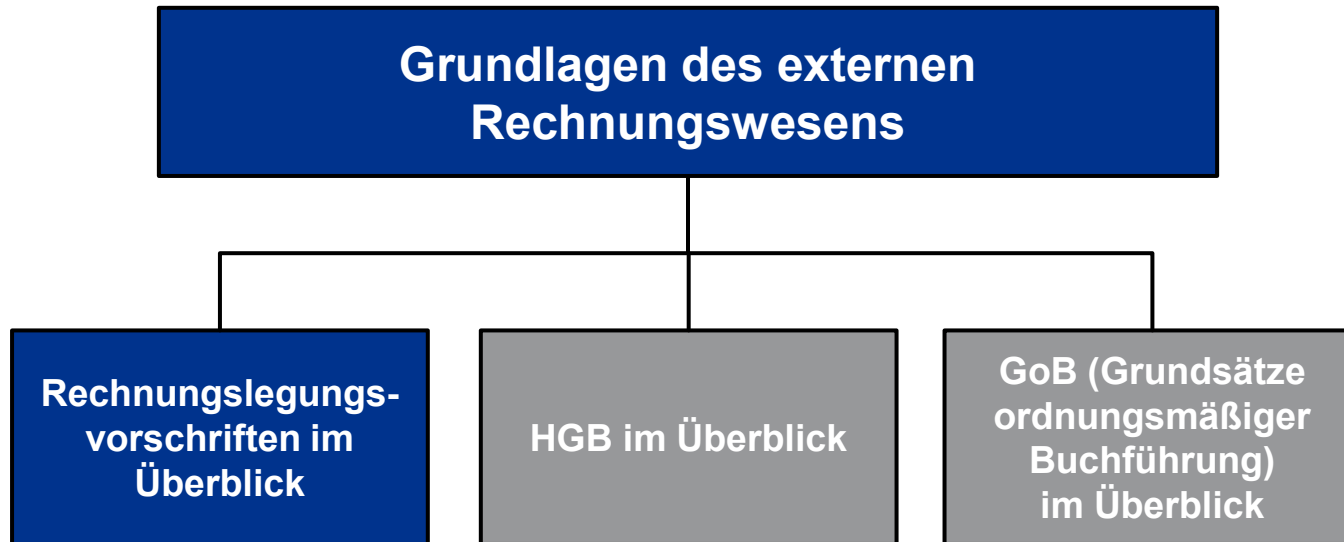 Grundlagen des externen
Rechnungswesens
Rechnungslegungs-
vorschriften im
Überblick
HGB im Überblick
GoB (Grundsätze
ordnungsmäßiger
Buchführung)
im Überblick